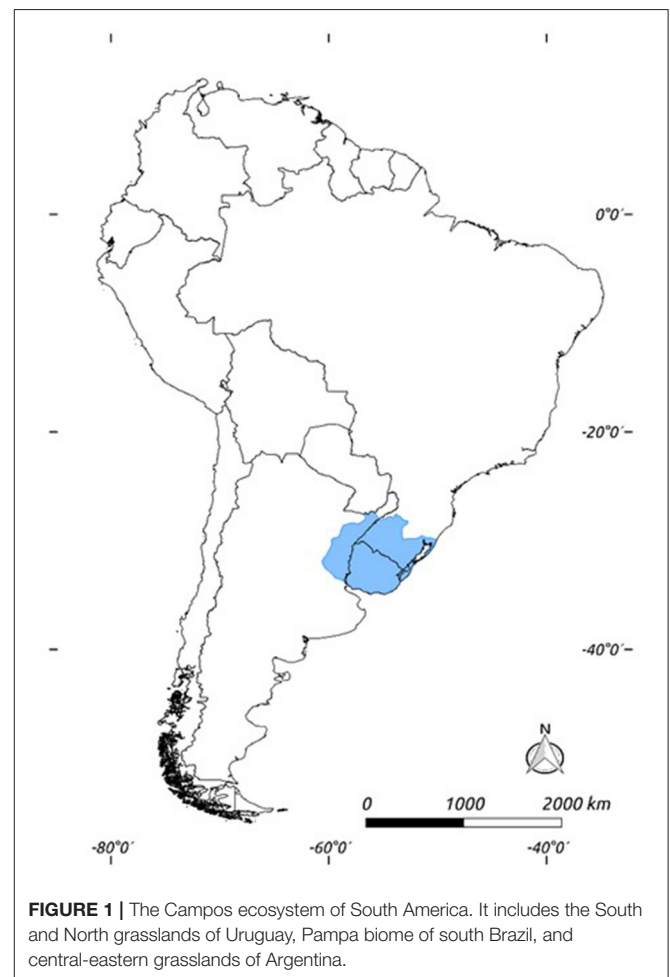 0°0′
-20°0′
-40°0′
N
0 1000 2000 km
-80°0′ -60°0′ -40°0′
FIGURE 1 | The Campos ecosystem of South America. It includes the South
and North grasslands of Uruguay, Pampa biome of south Brazil, and
central-eastern grasslands of Argentina.